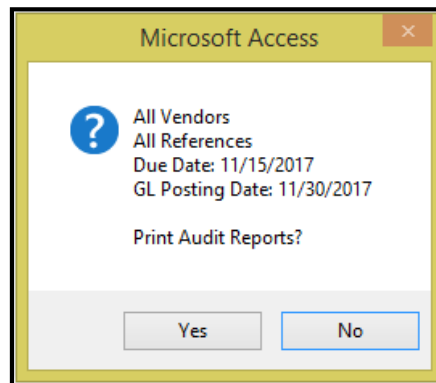 Microsoft Access
All Vendors
All References
Due Date: 11/15/2017
GL Posting Date: 11/30/2017
Print Audit Reports?
Yes
No